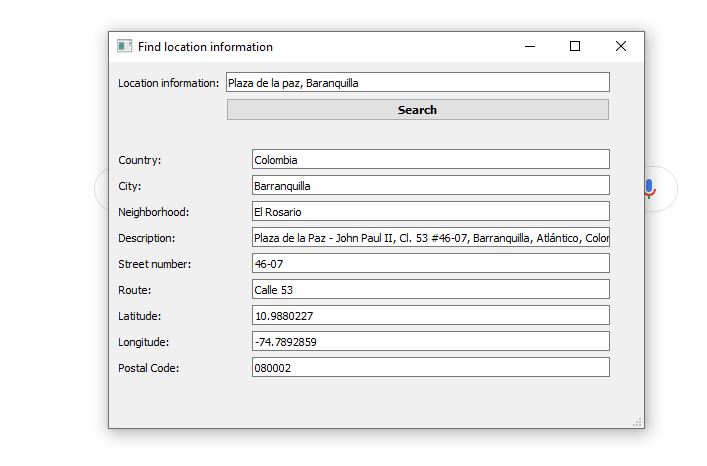 Find location information
Location information: Plaza de la paz, Baranquilla
Search
Country: Colombia
City: Barranquilla
Neighborhood: El Rosario
Description: Plaza de la Paz - John Paul II, Cl. 53 #46-07, Barranquilla, Atlántico, Color
Street number: 46-07
Route: Calle 53
Latitude: 10.9880227
Longitude: -74.7892859
Postal Code: 080002